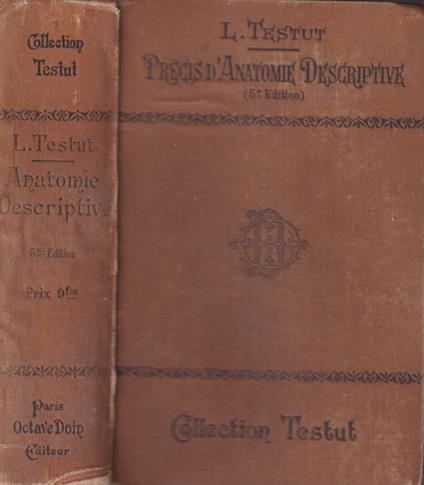 Collection
Testut
L. Testut
Anatomie
Descriptive
5me Edition
Prix 9fcs
Paris
Octave Doin
Editeur
L. TESTUT
PRÉCIS D'ANATOMIE DESCRIPTIVE
(5e Edition)
Collection Testut